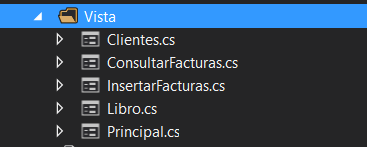 Vista
Clientes.cs
ConsultarFacturas.cs
InsertarFacturas.cs
Libro.cs
Principal.cs